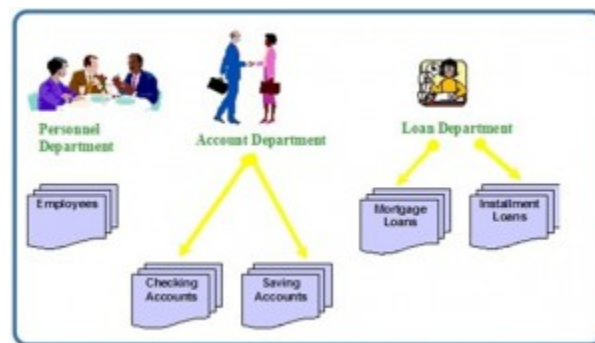 Personnel
Department
Account Department
Loan Department
Employees
Mortgage
Loans
Installment
Loans
Checking
Accounts
Saving
Accounts